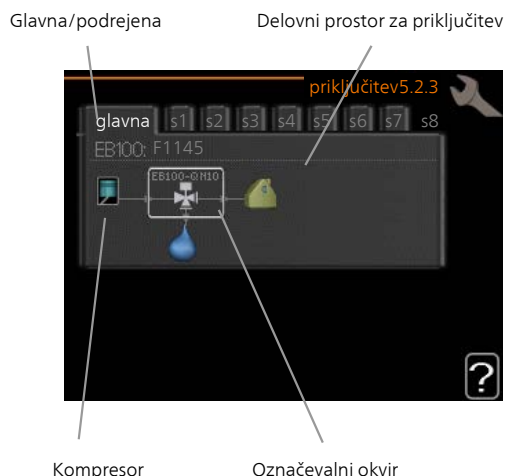 Glavna/podrejena Delovni prostor za priključitev
priključitev5.2.3
glavna s1 s2 s3 s4 s5 s6 s7 s8
EB100: F1145
EB100-QN10
?
Kompresor Označevalni okvir